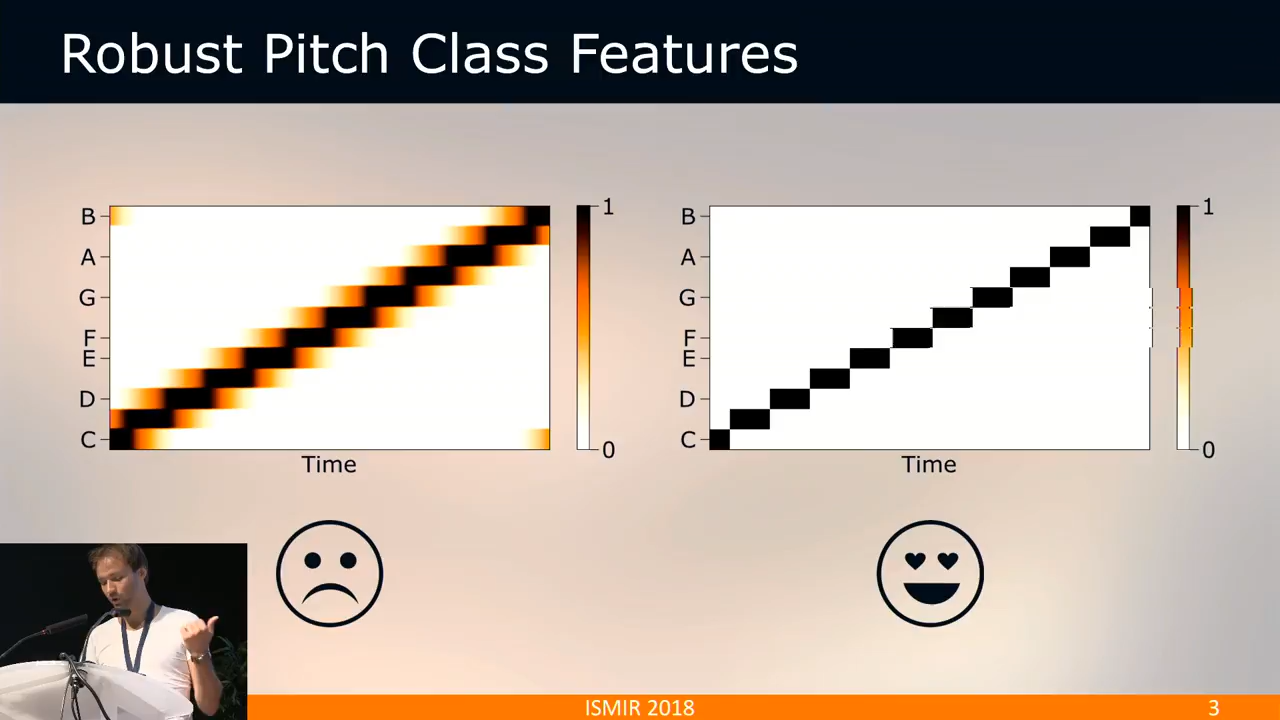 Robust Pitch Class Features
B
A
G
F
E
D
C
1
0
Time
B
A
G
F
E
D
C
1
0
Time
ISMIR 2018
3